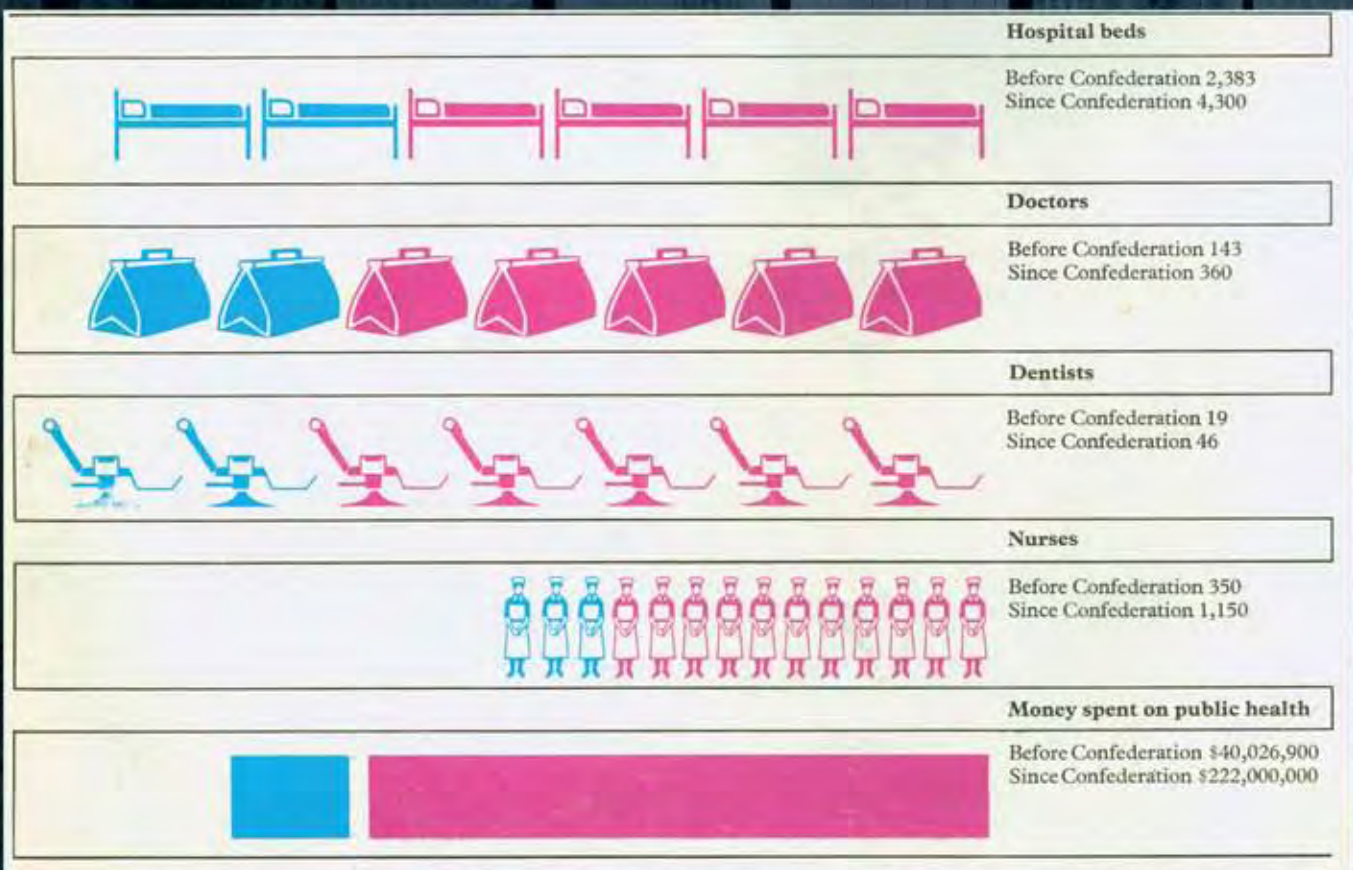 Hospital beds
Before Confederation 2,383
Since Confederation 4,300
Doctors
Before Confederation 143
Since Confederation 360
Dentists
Before Confederation 19
Since Confederation 46
Nurses
Before Confederation 350
Since Confederation 1,150
Money spent on public health
Before Confederation $40,026,900
Since Confederation $222,000,000